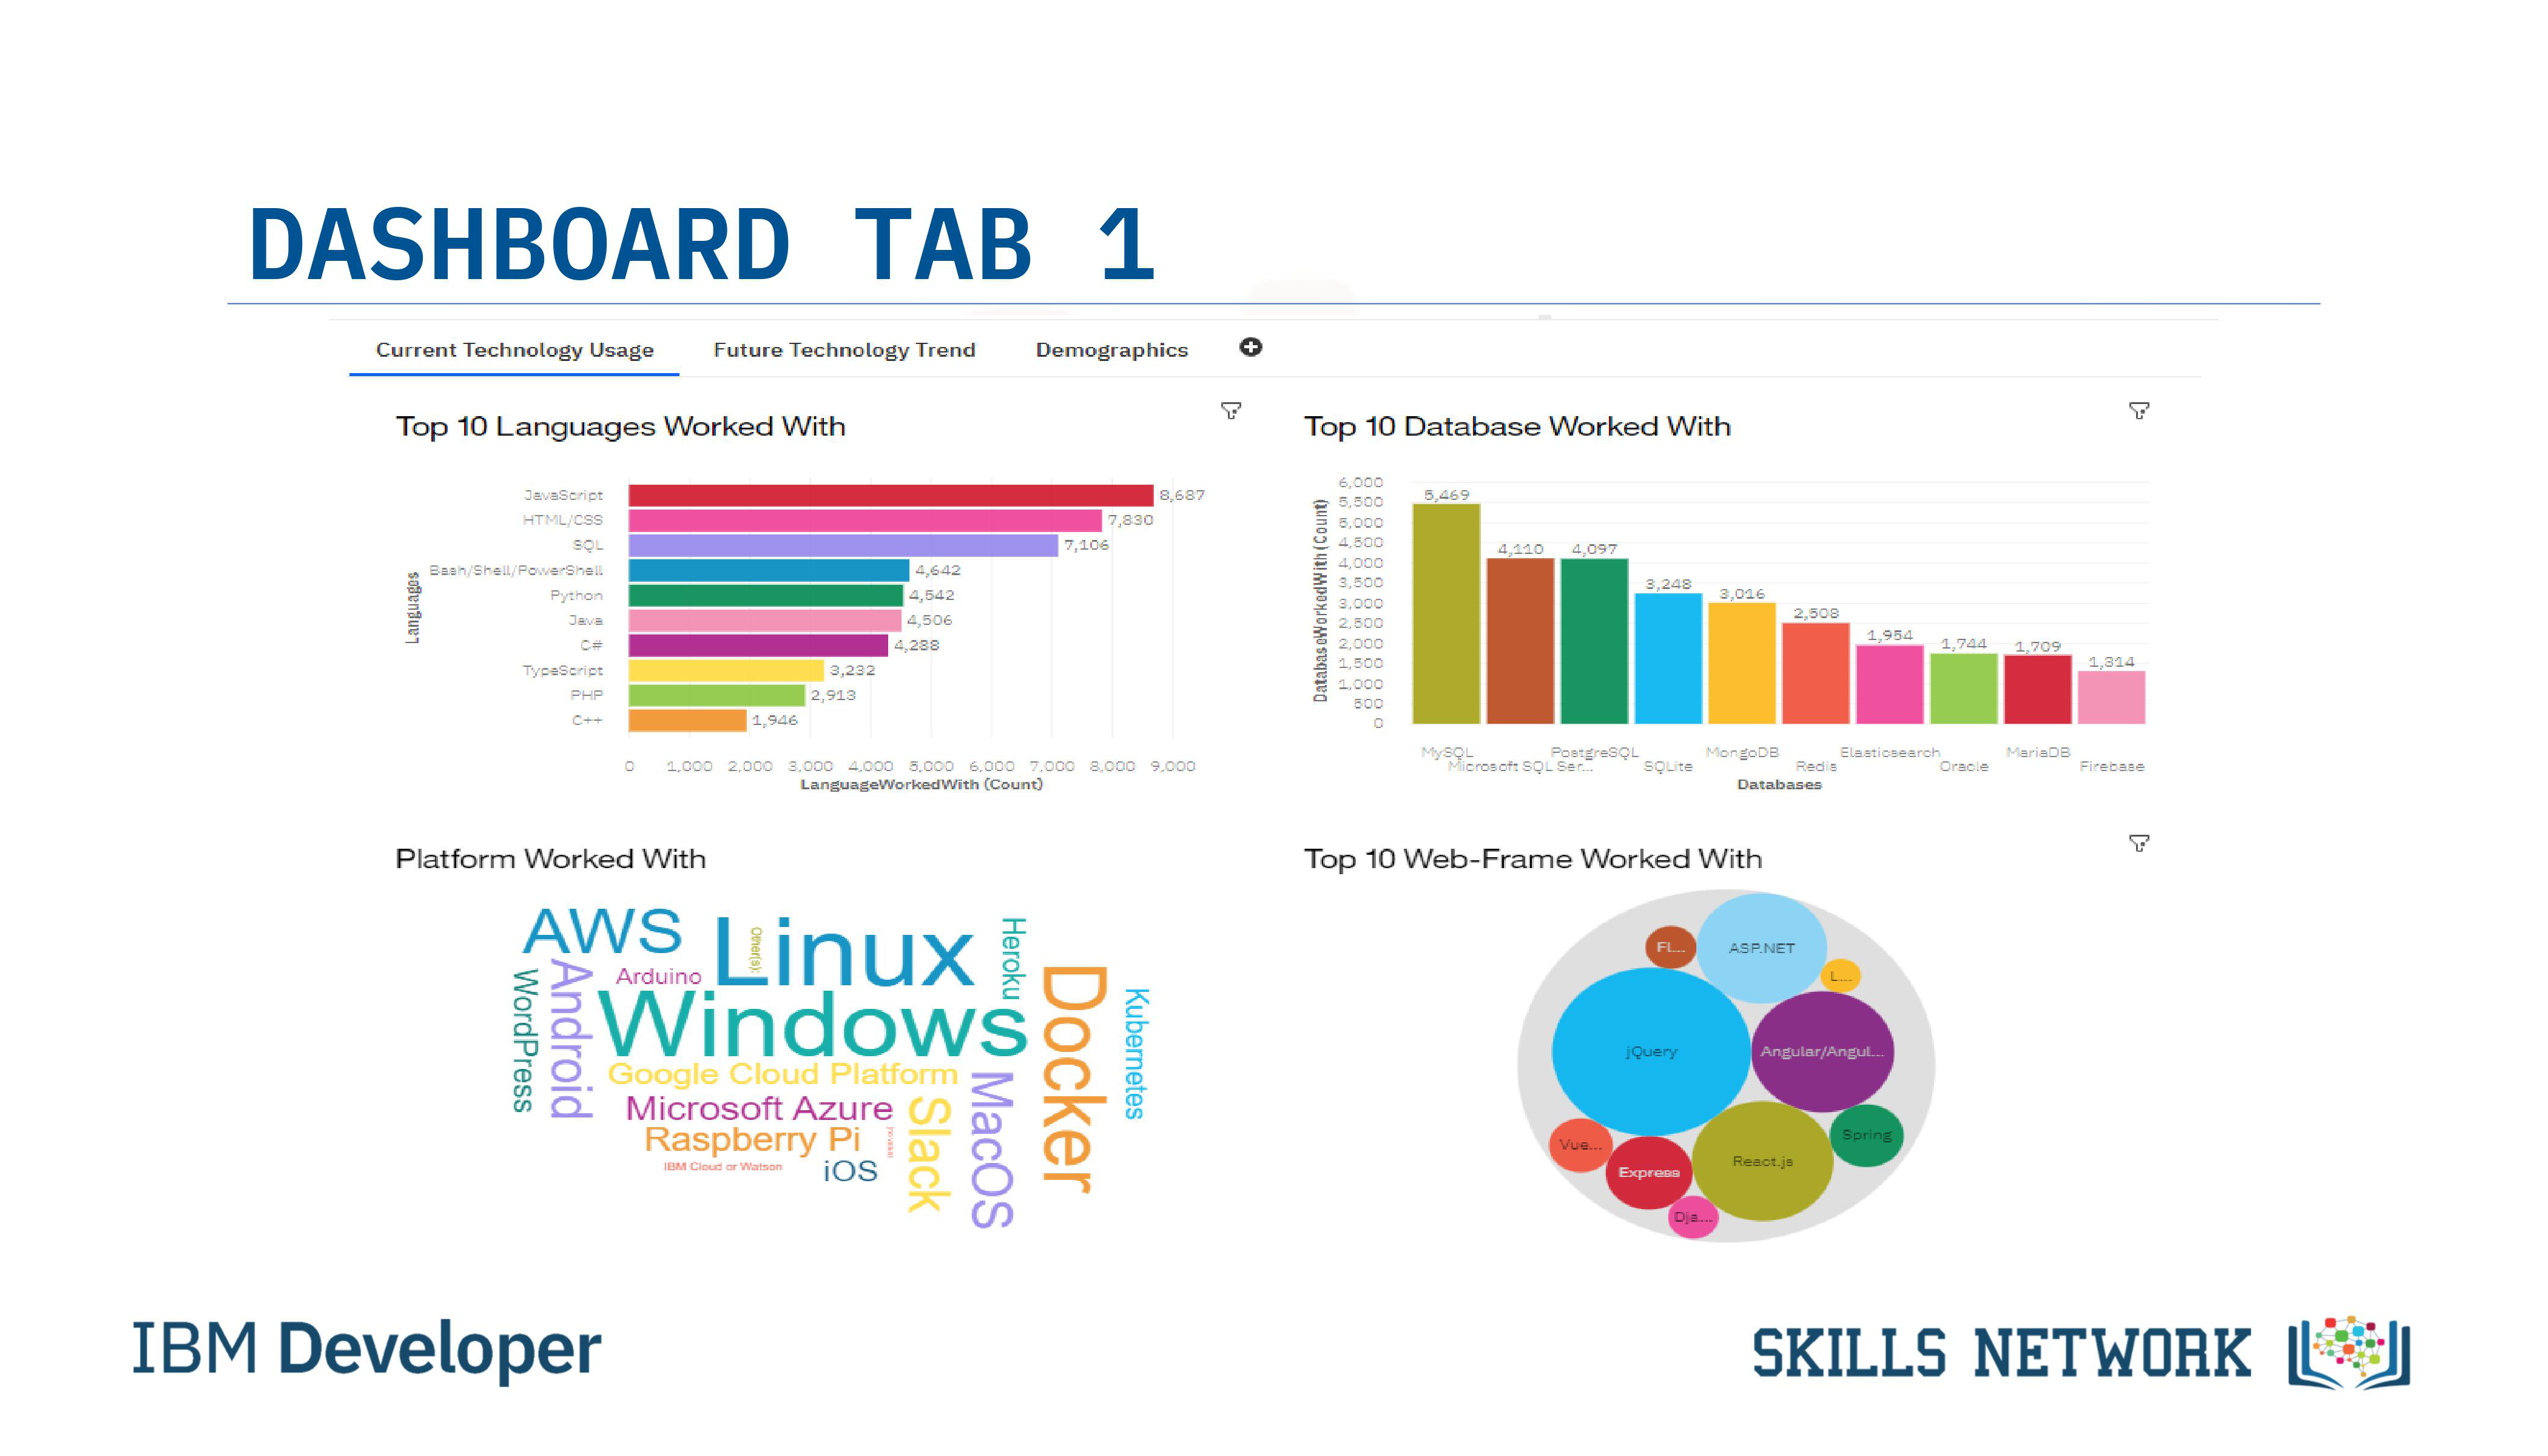 DASHBOARD TAB 1
Current Technology Usage
Future Technology Trend
Demographics
Top 10 Languages Worked With
Languages
JavaScript
8,687
HTML/CSS
7,830
SQL
7,106
Bash/Shell/PowerShell
4,642
Python
4,542
Java
4,506
C#
4,288
TypeScript
3,232
PHP
2,913
C++
1,946
0 1,000 2,000 3,000 4,000 5,000 6,000 7,000 8,000 9,000
LanguageWorkedWith (Count)
Top 10 Database Worked With
DatabaseWorkedWith (Count)
6,000
5,500
5,000
4,500
4,000
3,500
3,000
2,500
2,000
1,500
1,000
500
0
5,469
4,110
4,097
3,248
3,016
2,508
1,954
1,744
1,709
1,314
MySQL
Microsoft SQL Ser...
PostgreSQL
SQLite
MongoDB
Redis
Elasticsearch
Oracle
MariaDB
Firebase
Databases
Platform Worked With
AWS
Linux
Other(s):
Heroku
Arduino
WordPress
Android
Windows
Docker
Kubernetes
Google Cloud Platform
Microsoft Azure
Slack
MacOS
Raspberry Pi
IBM Cloud or Watson
iOS
Top 10 Web-Frame Worked With
FL...
ASP.NET
L...
jQuery
Angular/Angul...
Vue...
Express
React.js
Spring
Dja...
IBM Developer
SKILLS NETWORK